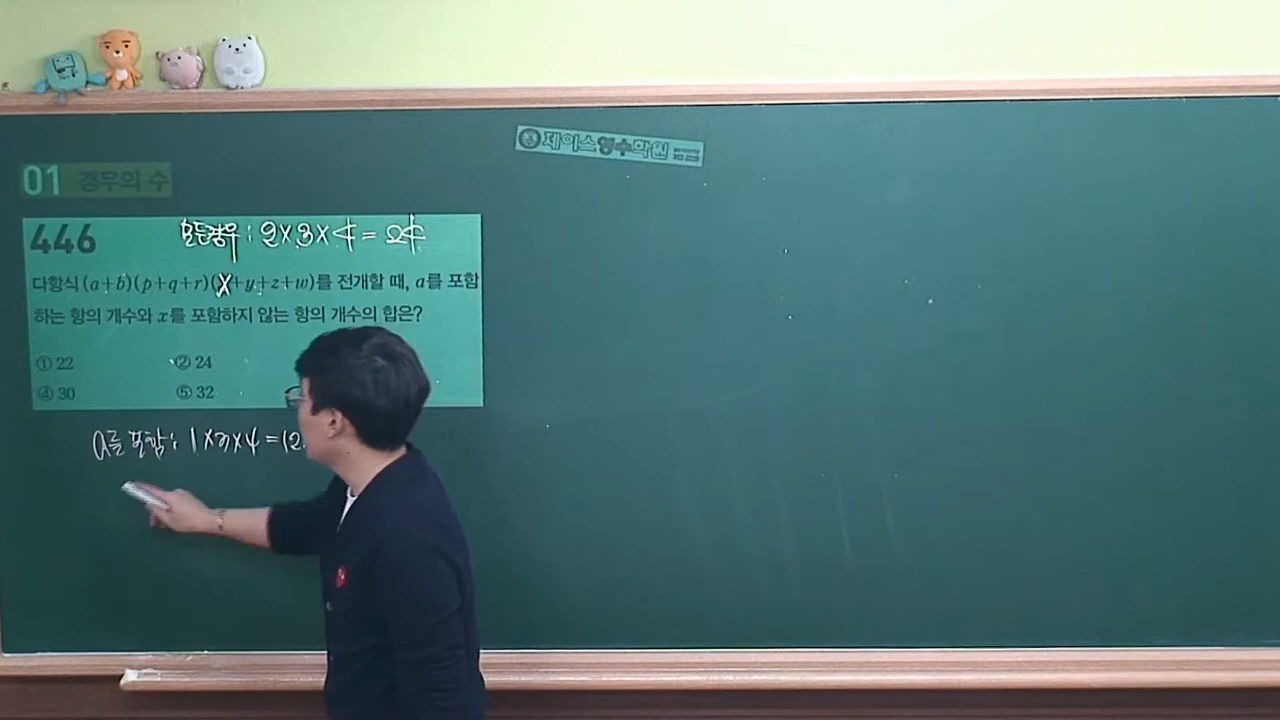 제이스영수학원
01 경우의 수
446
모든경우 : 2×3×4 = 24
다항식 (a+b)(p+q+r)(x+y+z+w)를 전개할 때, a를 포함
하는 항의 개수와 x를 포함하지 않는 항의 개수의 합은?
① 22 ② 24
④ 30 ⑤ 32
a를 포함 : 1×3×4 = 12